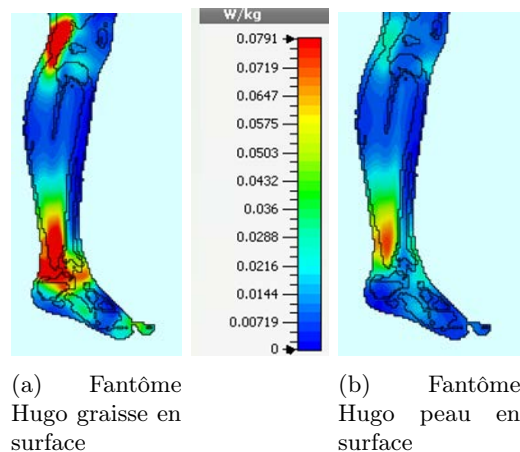 W/kg
0.0791
0.0719
0.0647
0.0575
0.0503
0.0432
0.036
0.0288
0.0216
0.0144
0.00719
0
(a) Fantôme
Hugo graisse en
surface
(b) Fantôme
Hugo peau en
surface